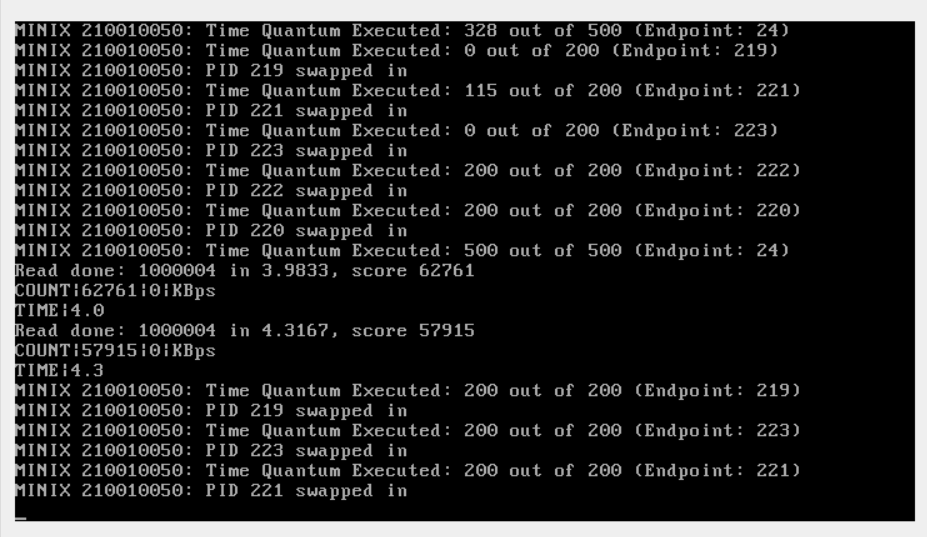 MINIX 210010050: Time Quantum Executed: 328 out of 500 (Endpoint: 24)
MINIX 210010050: Time Quantum Executed: 0 out of 200 (Endpoint: 219)
MINIX 210010050: PID 219 swapped in
MINIX 210010050: Time Quantum Executed: 115 out of 200 (Endpoint: 221)
MINIX 210010050: PID 221 swapped in
MINIX 210010050: Time Quantum Executed: 0 out of 200 (Endpoint: 223)
MINIX 210010050: PID 223 swapped in
MINIX 210010050: Time Quantum Executed: 200 out of 200 (Endpoint: 222)
MINIX 210010050: PID 222 swapped in
MINIX 210010050: Time Quantum Executed: 200 out of 200 (Endpoint: 220)
MINIX 210010050: PID 220 swapped in
MINIX 210010050: Time Quantum Executed: 500 out of 500 (Endpoint: 24)
Read done: 1000004 in 3.9833, score 62761
COUNT|62761|0|KBps
TIME|4.0
Read done: 1000004 in 4.3167, score 57915
COUNT|57915|0|KBps
TIME|4.3
MINIX 210010050: Time Quantum Executed: 200 out of 200 (Endpoint: 219)
MINIX 210010050: PID 219 swapped in
MINIX 210010050: Time Quantum Executed: 200 out of 200 (Endpoint: 223)
MINIX 210010050: PID 223 swapped in
MINIX 210010050: Time Quantum Executed: 200 out of 200 (Endpoint: 221)
MINIX 210010050: PID 221 swapped in